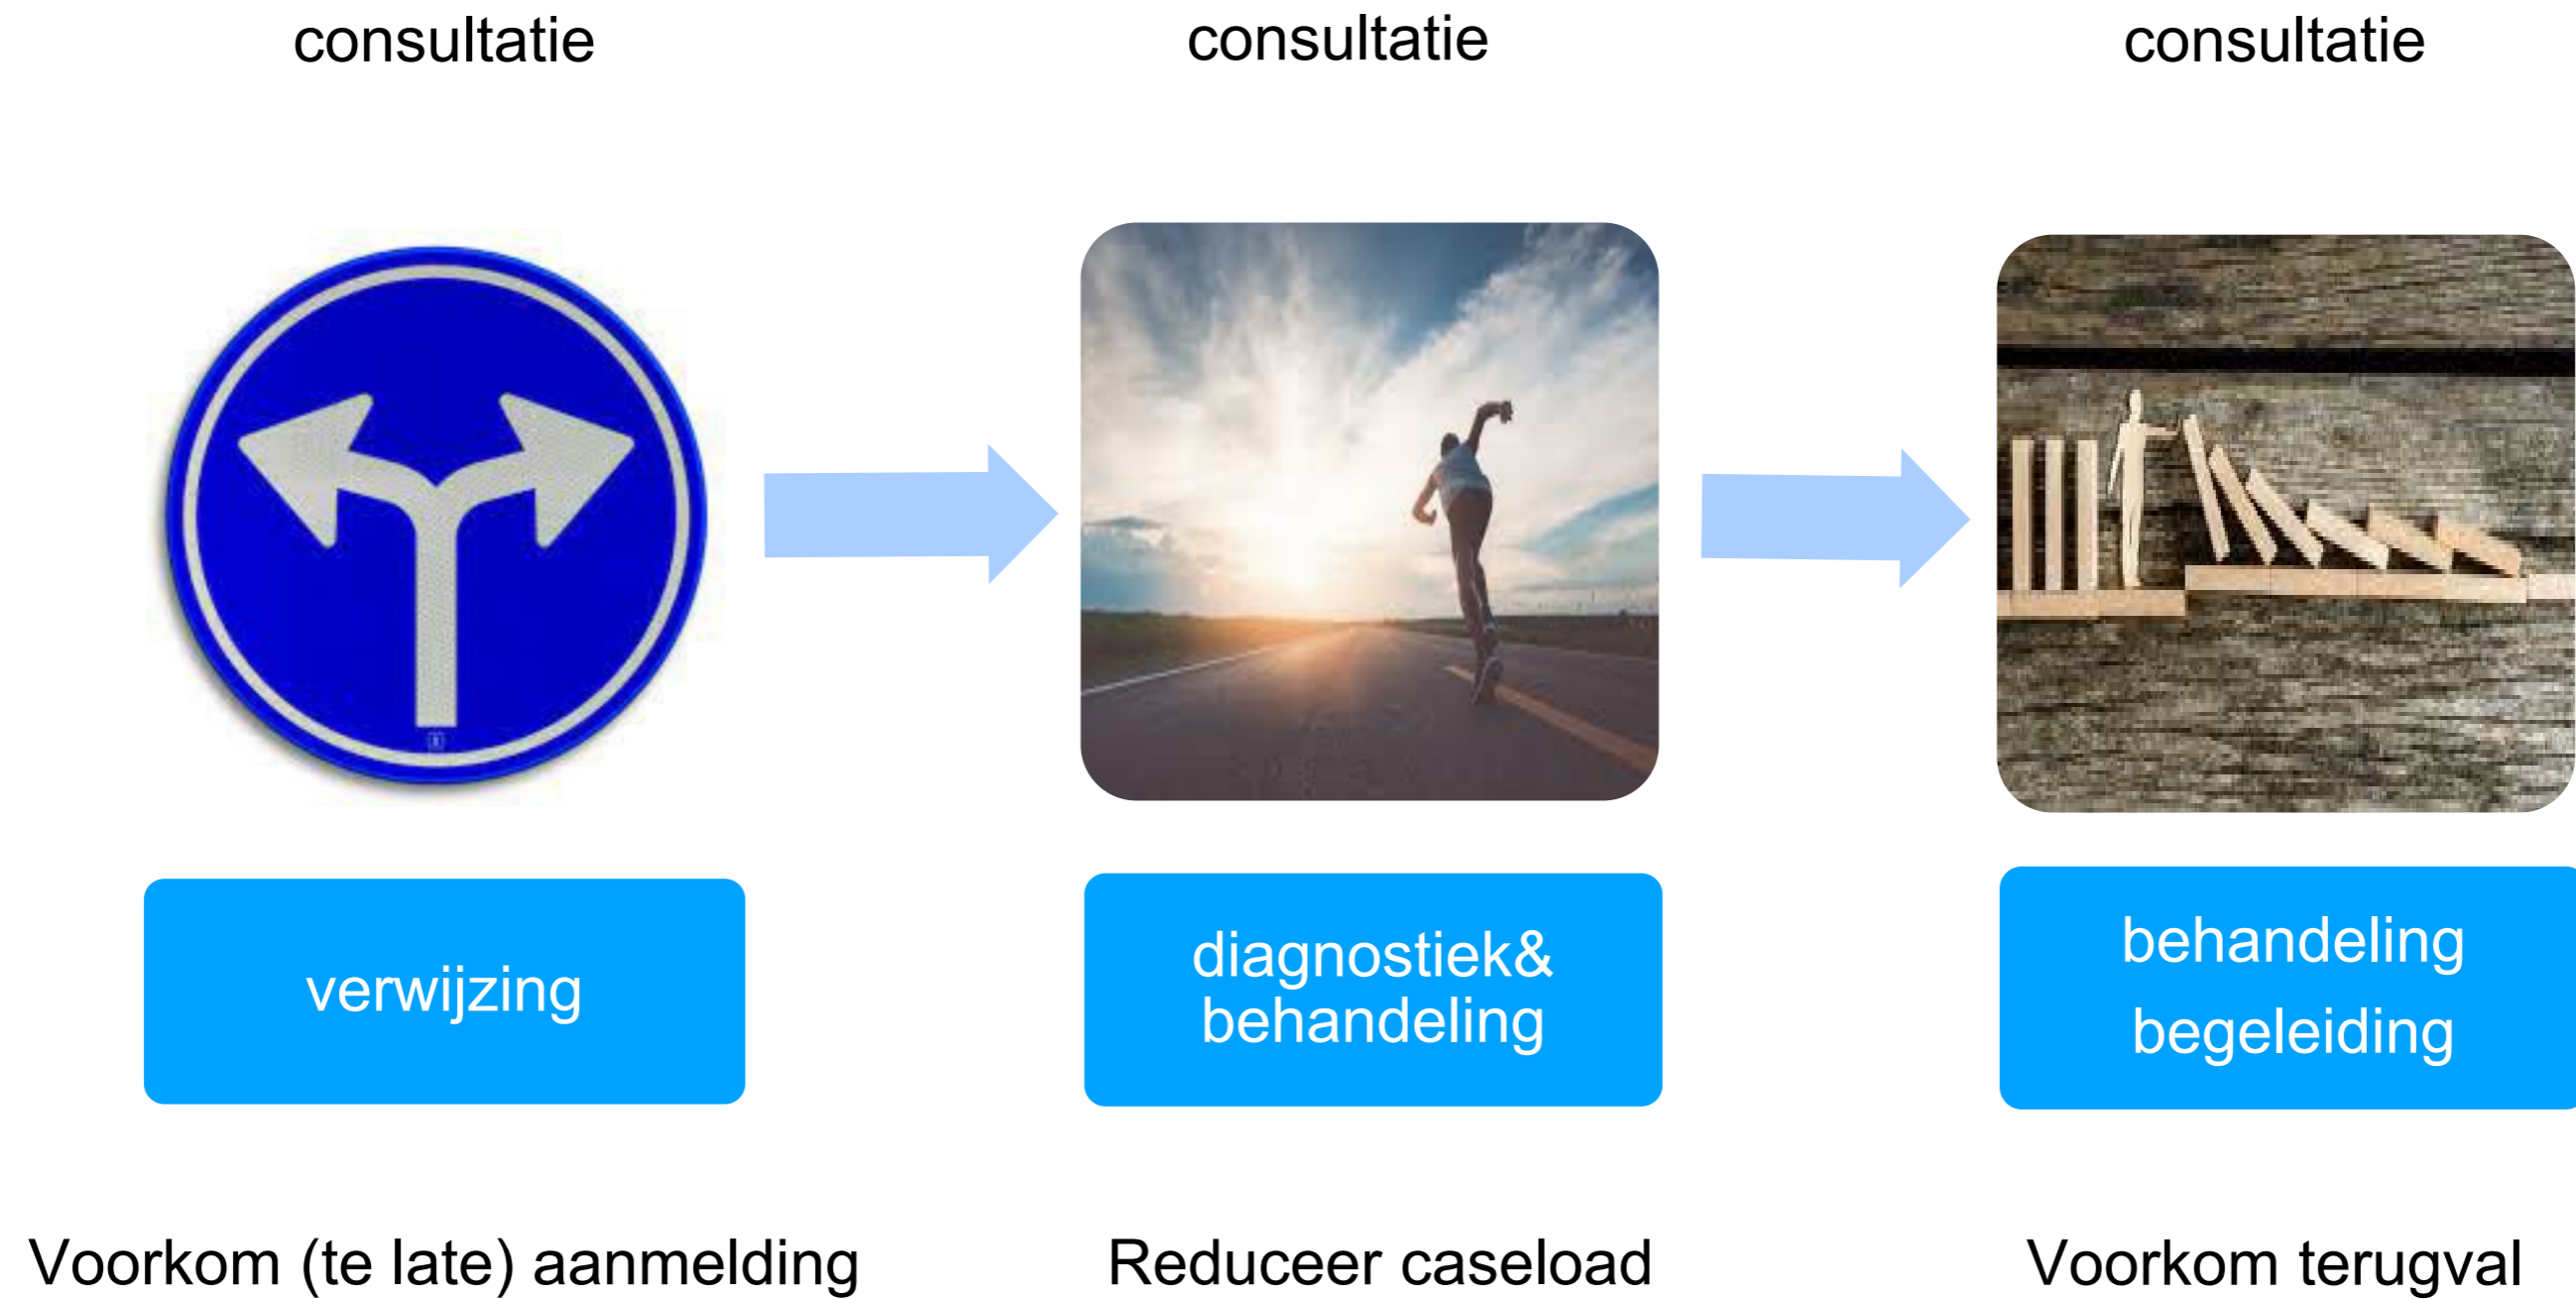 consultatie
consultatie
consultatie
verwijzing
diagnostiek&
behandeling
behandeling
begeleiding
Voorkom (te late) aanmelding
Reduceer caseload
Voorkom terugval